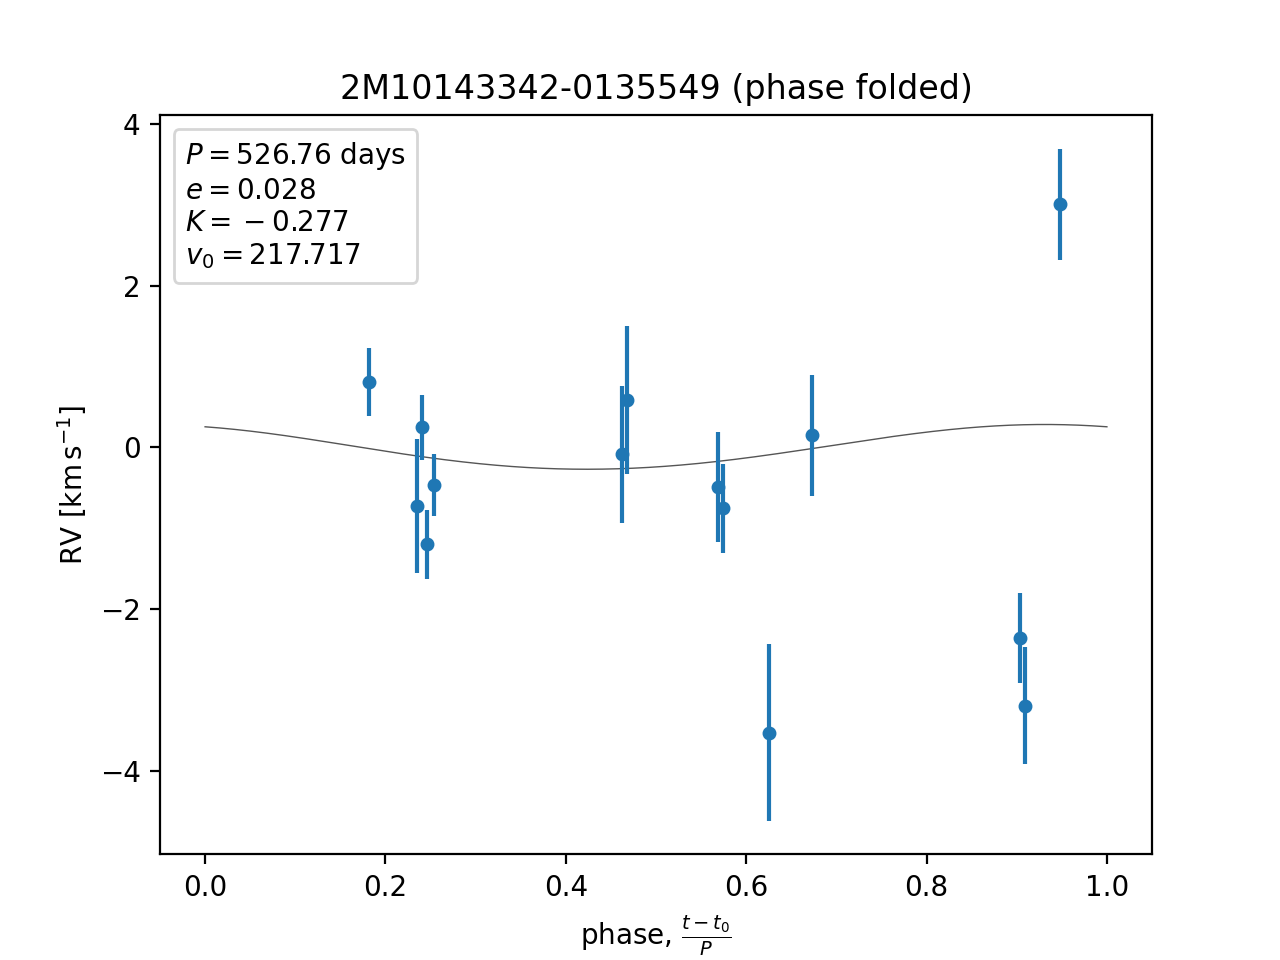 2M10143342-0135549 (phase folded)
P = 526.76 days
e = 0.028
K = −0.277
v₀ = 217.717
RV [km s⁻¹]
4
2
0
−2
−4
0.0 0.2 0.4 0.6 0.8 1.0
phase, (t − t₀)/P